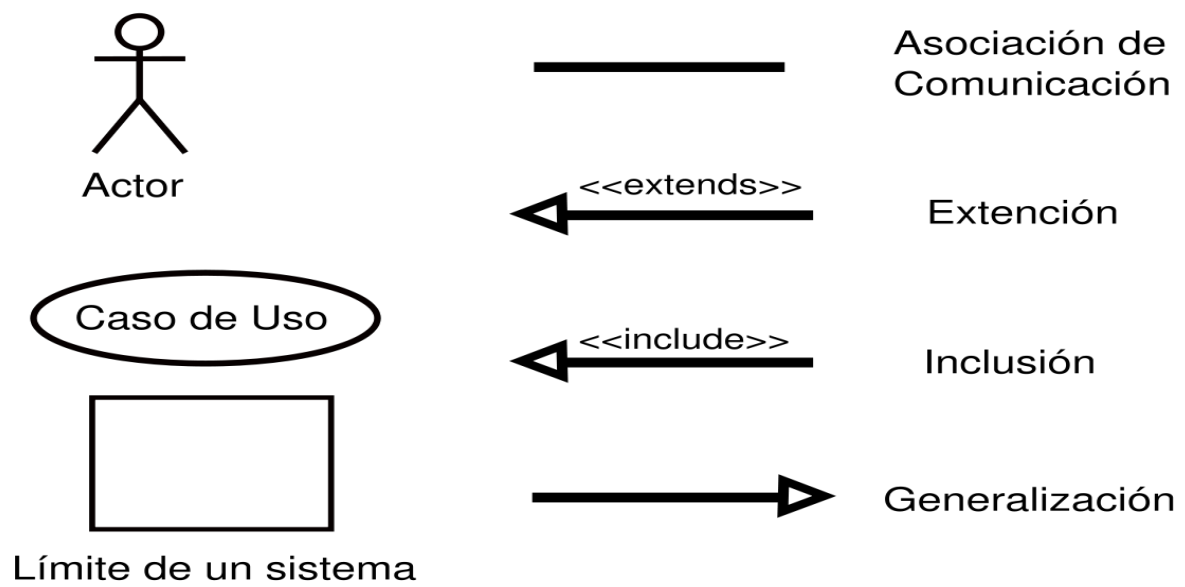 Actor
Caso de Uso
Límite de un sistema
Asociación de
Comunicación
<<extends>>
Extención
<<include>>
Inclusión
Generalización